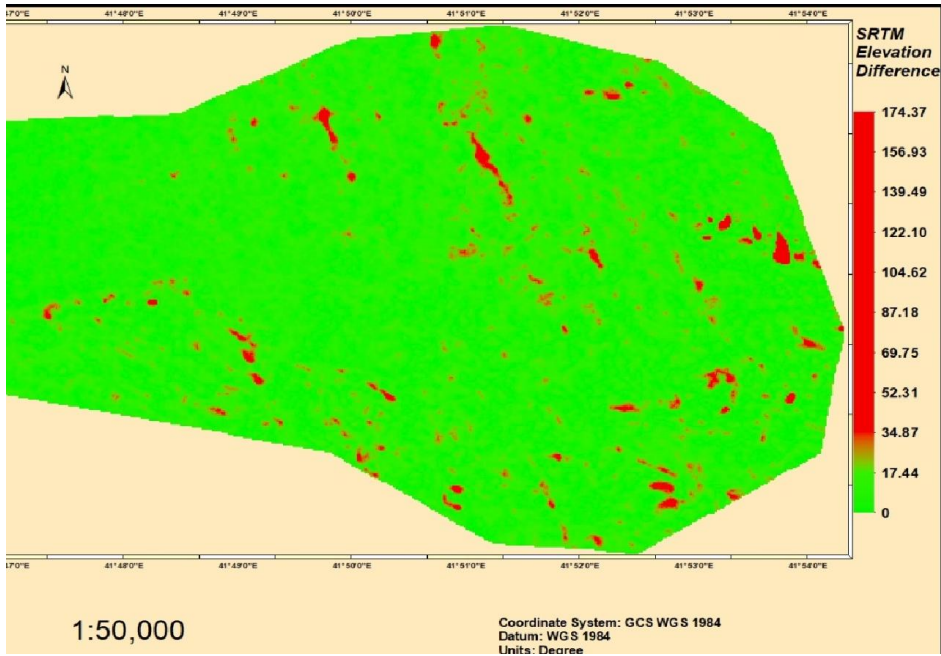 47'0"E 41°48'0"E 41°49'0"E 41°50'0"E 41°51'0"E 41°52'0"E 41°53'0"E 41°54'0"E
SRTM
Elevation
Difference
N
174.37
156.93
139.49
122.10
104.62
87.18
69.75
52.31
34.87
17.44
0
47'0"E 41°48'0"E 41°49'0"E 41°50'0"E 41°51'0"E 41°52'0"E 41°53'0"E 41°54'0"E
1:50,000
Coordinate System: GCS WGS 1984
Datum: WGS 1984
Units: Degree